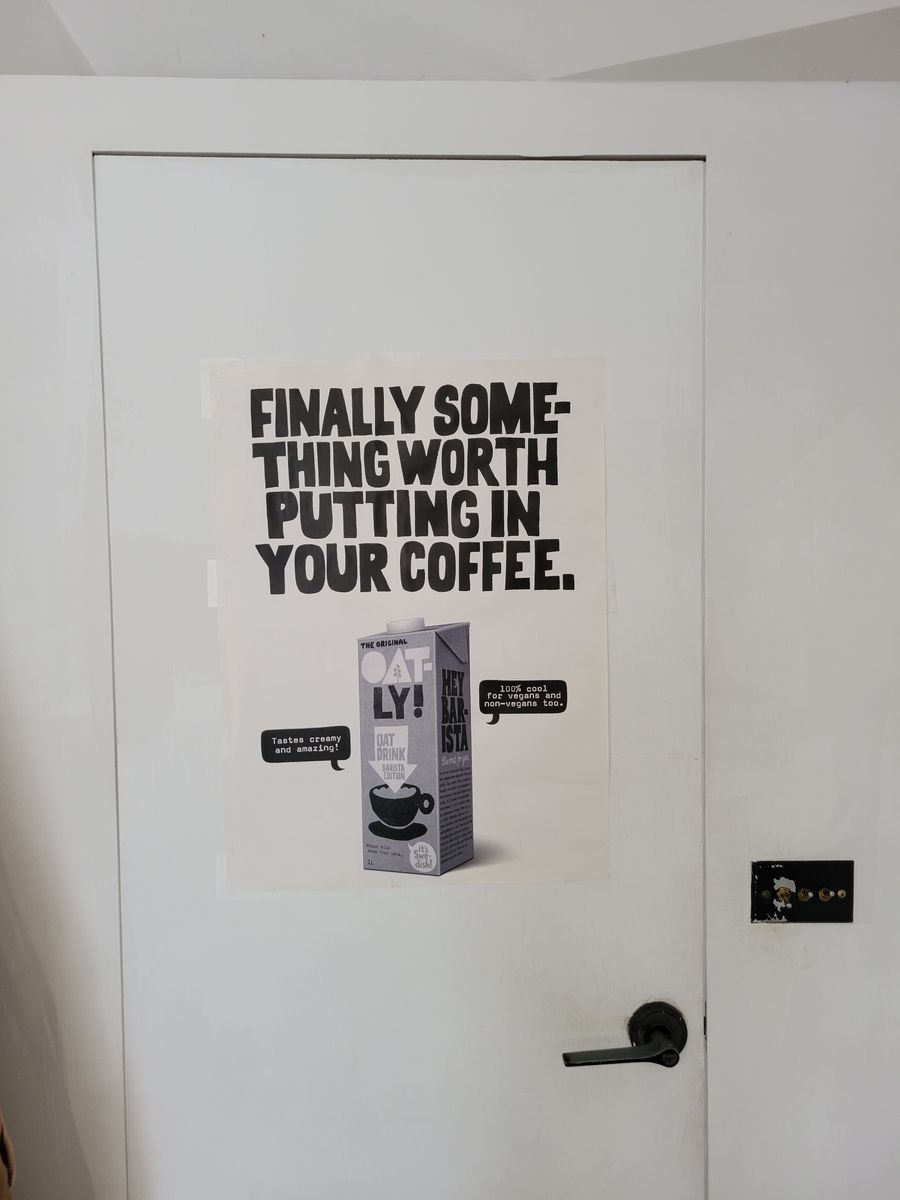 FINALLY SOME-
THING WORTH
PUTTING IN
YOUR COFFEE.
THE ORIGINAL
OAT-
LY!
OAT
DRINK
BARISTA
EDITION
1L
it's
Swe-
dish!
HEY
BAR-
ISTA
Tastes creamy
and amazing!
100% cool
for vegans and
non-vegans too.